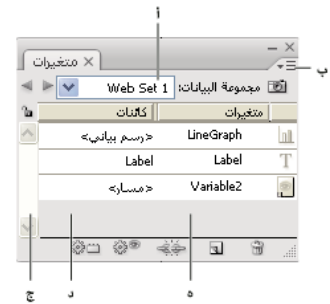 أ
متغيرات ×
ب
مجموعة البيانات: Web Set 1
متغيرات كائنات
LineGraph <رسم بياني>
Label Label
Variable2 <مسار>
ج د ه